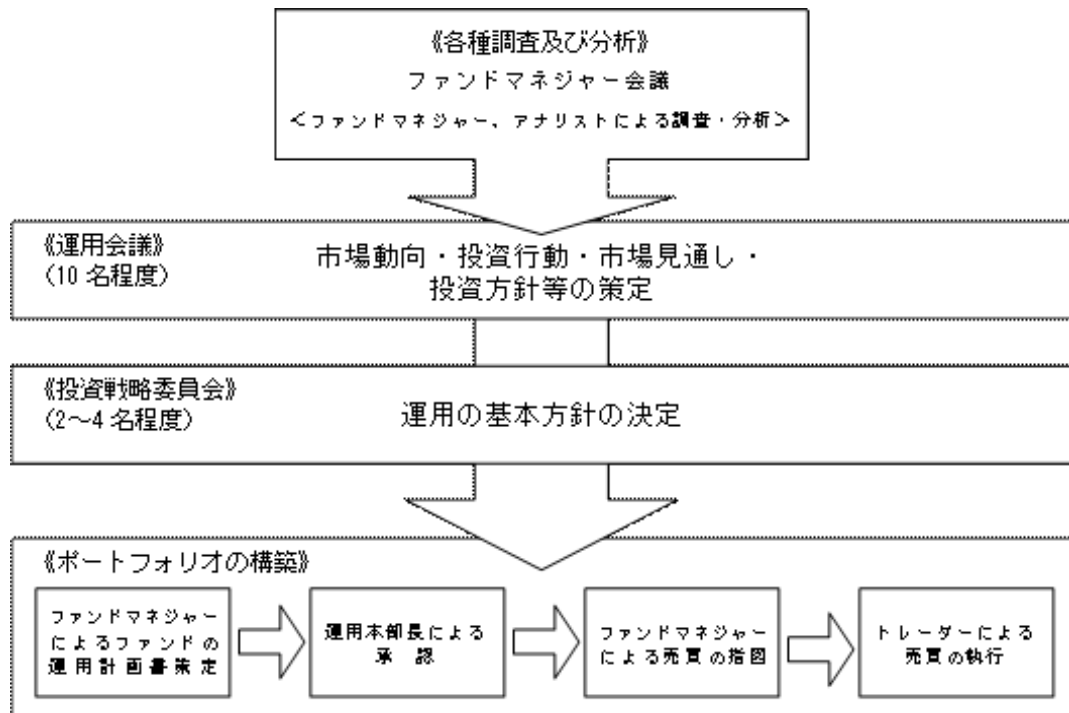 《各種調査及び分析》
ファンドマネジャー会議
＜ファンドマネジャー、アナリストによる調査・分析＞
《運用会議》
（10 名程度）
市場動向・投資行動・市場見通し・
投資方針等の策定
《投資戦略委員会》
（2～4 名程度）
運用の基本方針の決定
《ポートフォリオの構築》
ファンドマネジャー
によるファンドの
運用計画書策定
運用本部長による
承　認
ファンドマネジャー
による売買の指図
トレーダーによる
売買の執行